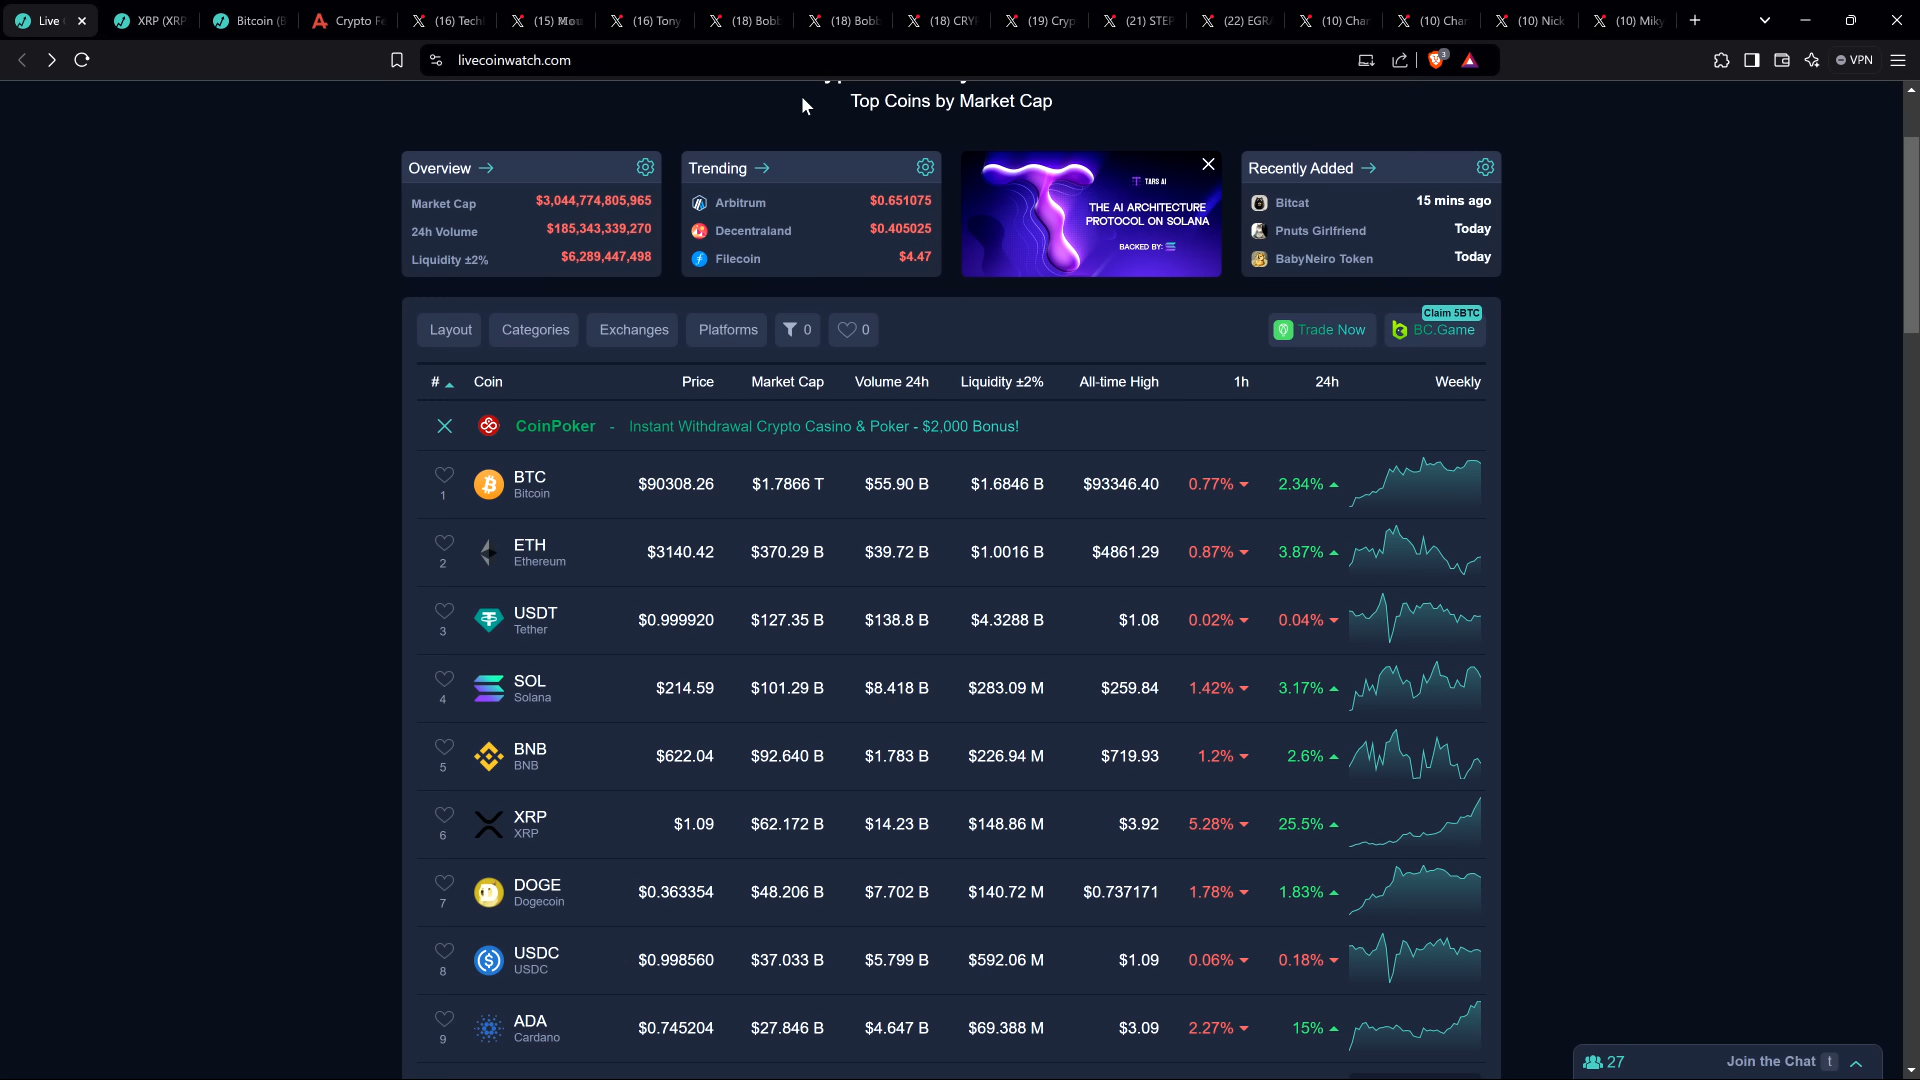 Live
XRP (XRP
Bitcoin (B
Crypto Fe
(16) Tech
(16) Tony
(18) Bobb
(18) Bobb
(18) CRY
(19) Cryp
(21) STEP
(22) EGRA
(10) Char
(10) Char
(10) Nick
(10) Miky
livecoinwatch.com
3
VPN
Top Coins by Market Cap
Overview
Market Cap $3,044,774,805,965
24h Volume $185,343,339,270
Liquidity ±2% $6,289,447,498
Trending
Arbitrum $0.651075
Decentraland $0.405025
Filecoin $4.47
TARS AI
THE AI ARCHITECTURE
PROTOCOL ON SOLANA
BACKED BY:
Recently Added
Bitcat 15 mins ago
Pnuts Girlfriend Today
BabyNeiro Token Today
Layout Categories Exchanges Platforms 0 0
Trade Now
Claim 5BTC
BC.Game
# Coin Price Market Cap Volume 24h Liquidity ±2% All-time High 1h 24h Weekly
CoinPoker - Instant Withdrawal Crypto Casino & Poker - $2,000 Bonus!
1 BTC Bitcoin $90308.26 $1.7866 T $55.90 B $1.6846 B $93346.40 0.77% 2.34%
2 ETH Ethereum $3140.42 $370.29 B $39.72 B $1.0016 B $4861.29 0.87% 3.87%
3 USDT Tether $0.999920 $127.35 B $138.8 B $4.3288 B $1.08 0.02% 0.04%
4 SOL Solana $214.59 $101.29 B $8.418 B $283.09 M $259.84 1.42% 3.17%
5 BNB BNB $622.04 $92.640 B $1.783 B $226.94 M $719.93 1.2% 2.6%
6 XRP XRP $1.09 $62.172 B $14.23 B $148.86 M $3.92 5.28% 25.5%
7 DOGE Dogecoin $0.363354 $48.206 B $7.702 B $140.72 M $0.737171 1.78% 1.83%
8 USDC USDC $0.998560 $37.033 B $5.799 B $592.06 M $1.09 0.06% 0.18%
9 ADA Cardano $0.745204 $27.846 B $4.647 B $69.388 M $3.09 2.27% 15%
27 Join the Chat t